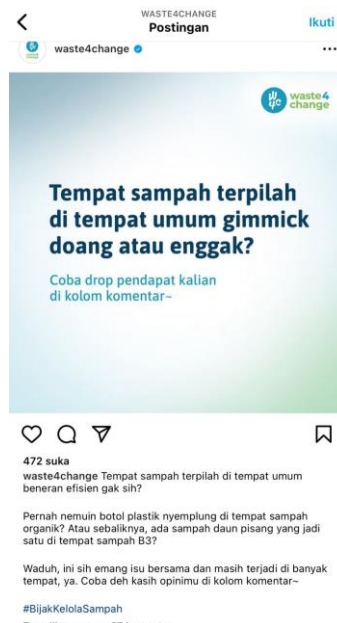 WASTE4CHANGE
Postingan
Ikuti
waste4change
waste4
change
Tempat sampah terpilah
di tempat umum gimmick
doang atau enggak?
Coba drop pendapat kalian
di kolom komentar~
472 suka
waste4change Tempat sampah terpilah di tempat umum
beneran efisien gak sih?
Pernah nemuin botol plastik nyemplung di tempat sampah
organik? Atau sebaliknya, ada sampah daun pisang yang jadi
satu di tempat sampah B3?
Waduh, ini sih emang isu bersama dan masih terjadi di banyak
tempat, ya. Coba deh kasih opinimu di kolom komentar~
#BijakKelolaSampah